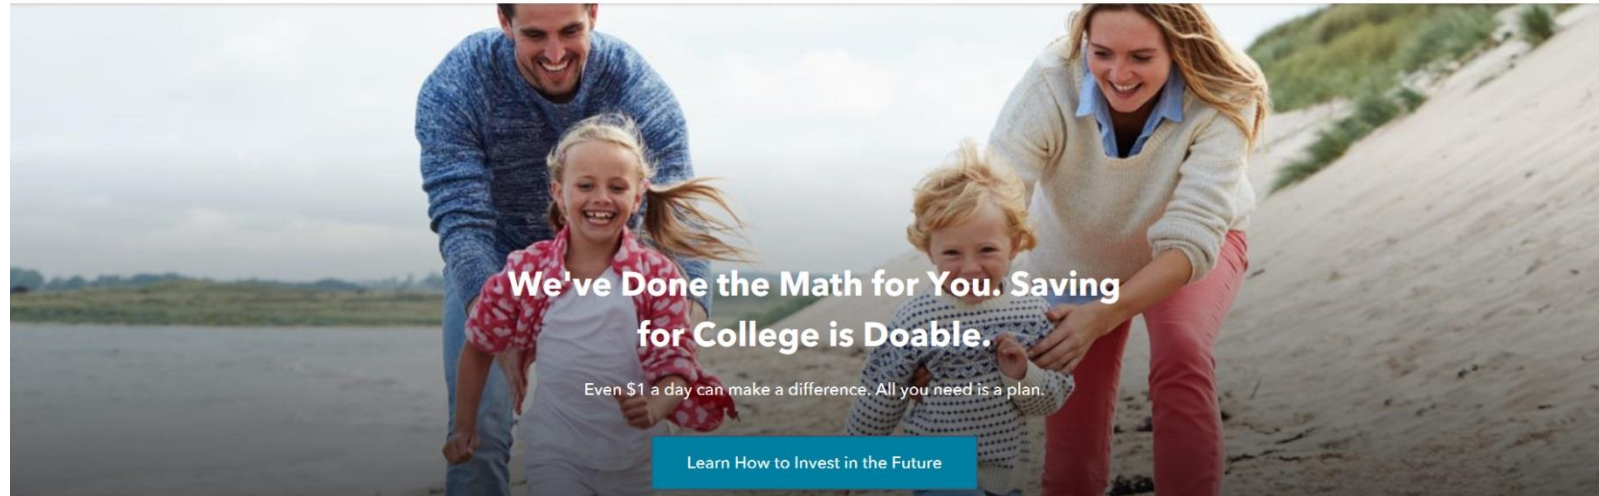 We've Done the Math for You. Saving
for College is Doable.
Even $1 a day can make a difference. All you need is a plan.
Learn How to Invest in the Future